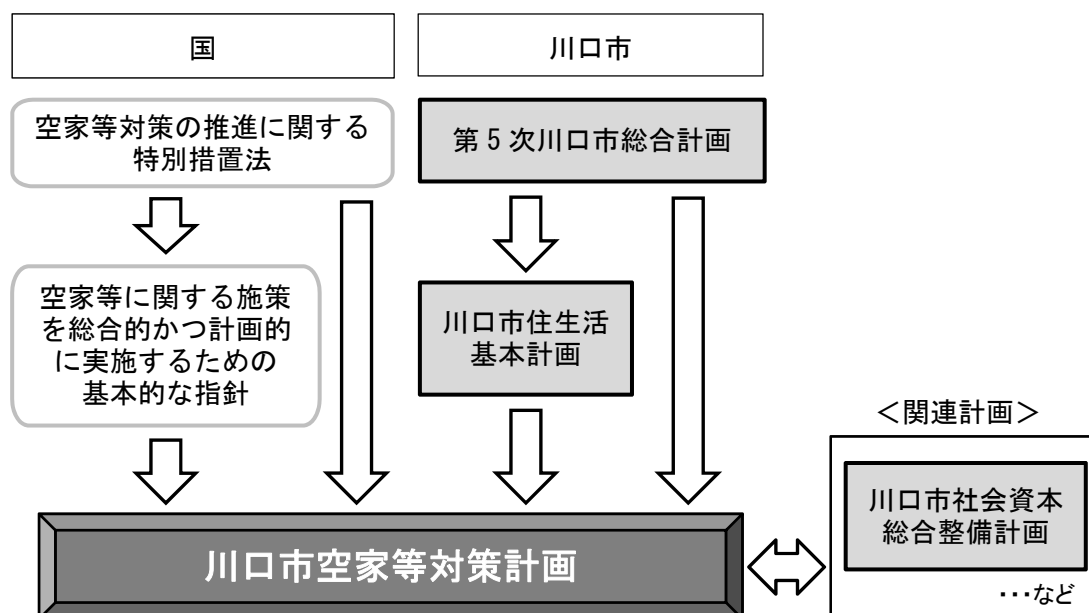 国
川口市
空家等対策の推進に関する
特別措置法
第5次川口市総合計画
空家等に関する施策
を総合的かつ計画的
に実施するための
基本的な指針
川口市住生活
基本計画
＜関連計画＞
川口市社会資本
総合整備計画
・・・など
川口市空家等対策計画